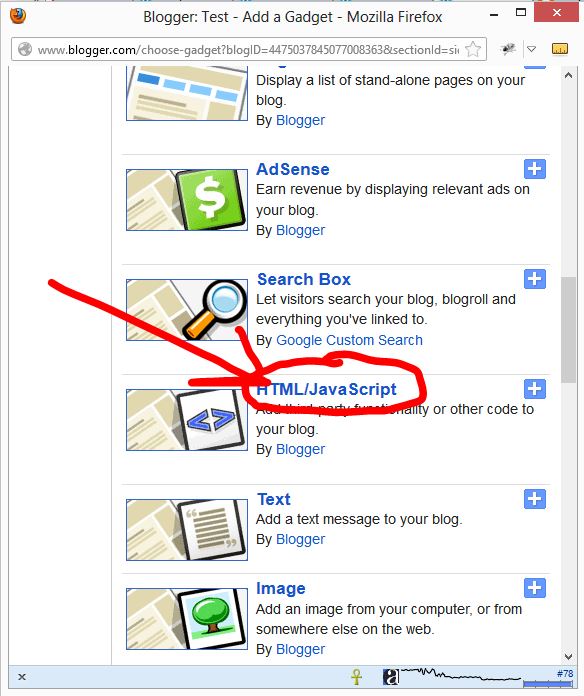 Blogger: Test - Add a Gadget - Mozilla Firefox
www.blogger.com/choose-gadget?blogID=4475037845077008363&sectionId=sid
Display a list of stand-alone pages on your
blog.
By Blogger
AdSense
Earn revenue by displaying relevant ads on
your blog.
By Blogger
Search Box
Let visitors search your blog, blogroll and
everything you've linked to.
By Google Custom Search
HTML/JavaScript
Add third-party functionality or other code to
your blog.
By Blogger
Text
Add a text message to your blog.
By Blogger
Image
Add an image from your computer, or from
somewhere else on the web.
By Blogger
#78